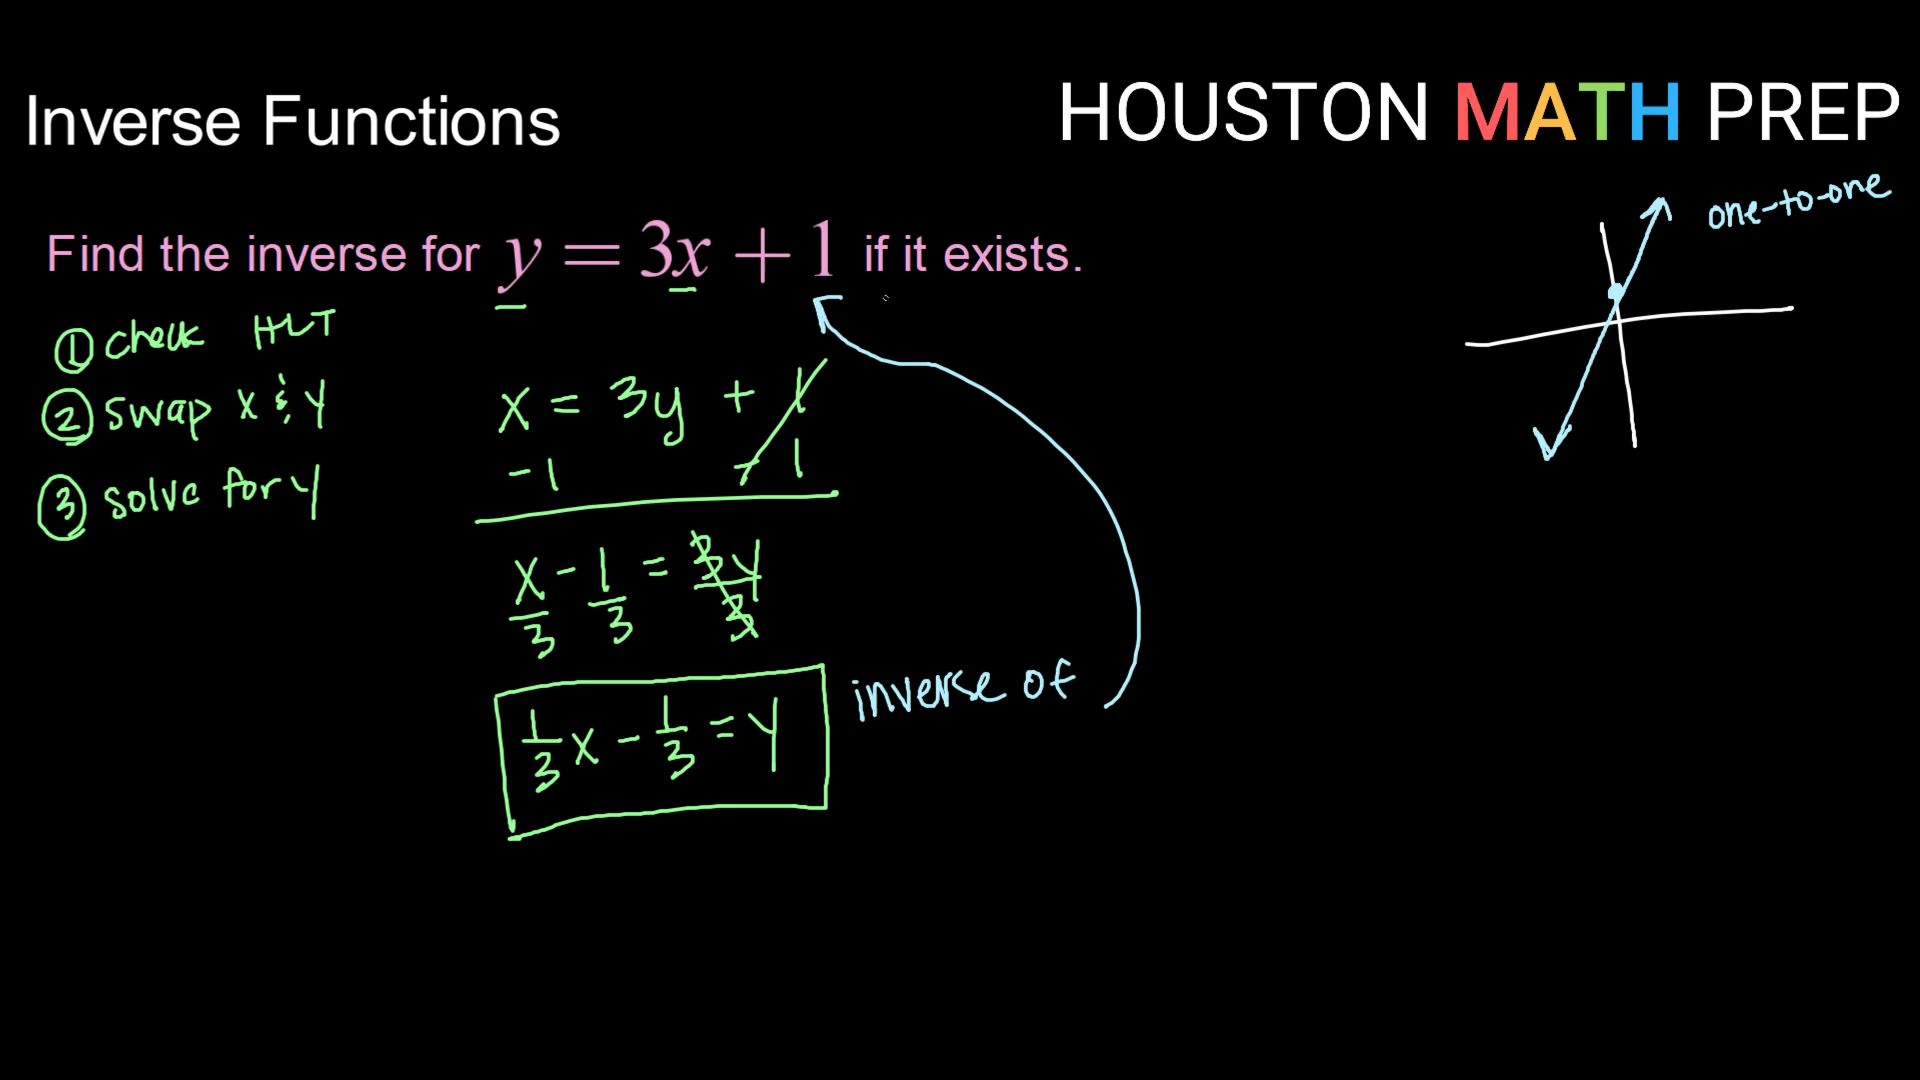 Inverse Functions
HOUSTON MATH PREP
one-to-one
Find the inverse for y = 3x + 1 if it exists.
① check HLT
② swap x & y
③ solve for y
x = 3y + 1
-1 -1
x/3 - 1/3 = 3y/3
1/3 x - 1/3 = y
inverse of